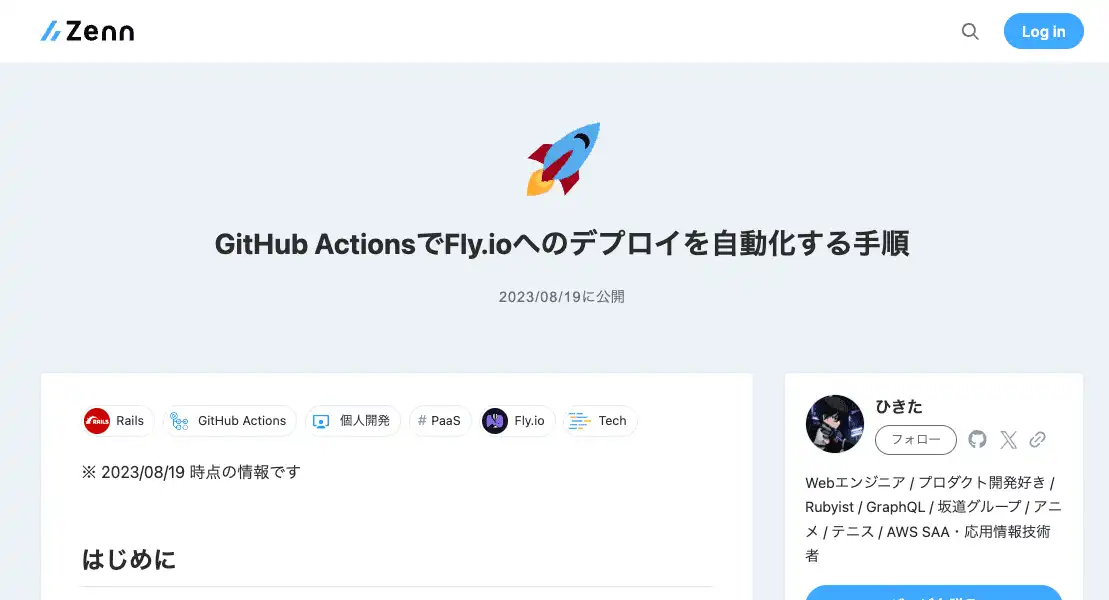 Zenn
Log in
GitHub ActionsでFly.ioへのデプロイを自動化する手順
2023/08/19に公開
Rails
GitHub Actions
個人開発
# PaaS
Fly.io
Tech
※ 2023/08/19 時点の情報です
はじめに
ひきた
フォロー
Webエンジニア / プロダクト開発好き /
Rubyist / GraphQL / 坂道グループ / アニ
メ / テニス / AWS SAA・応用情報技術
者